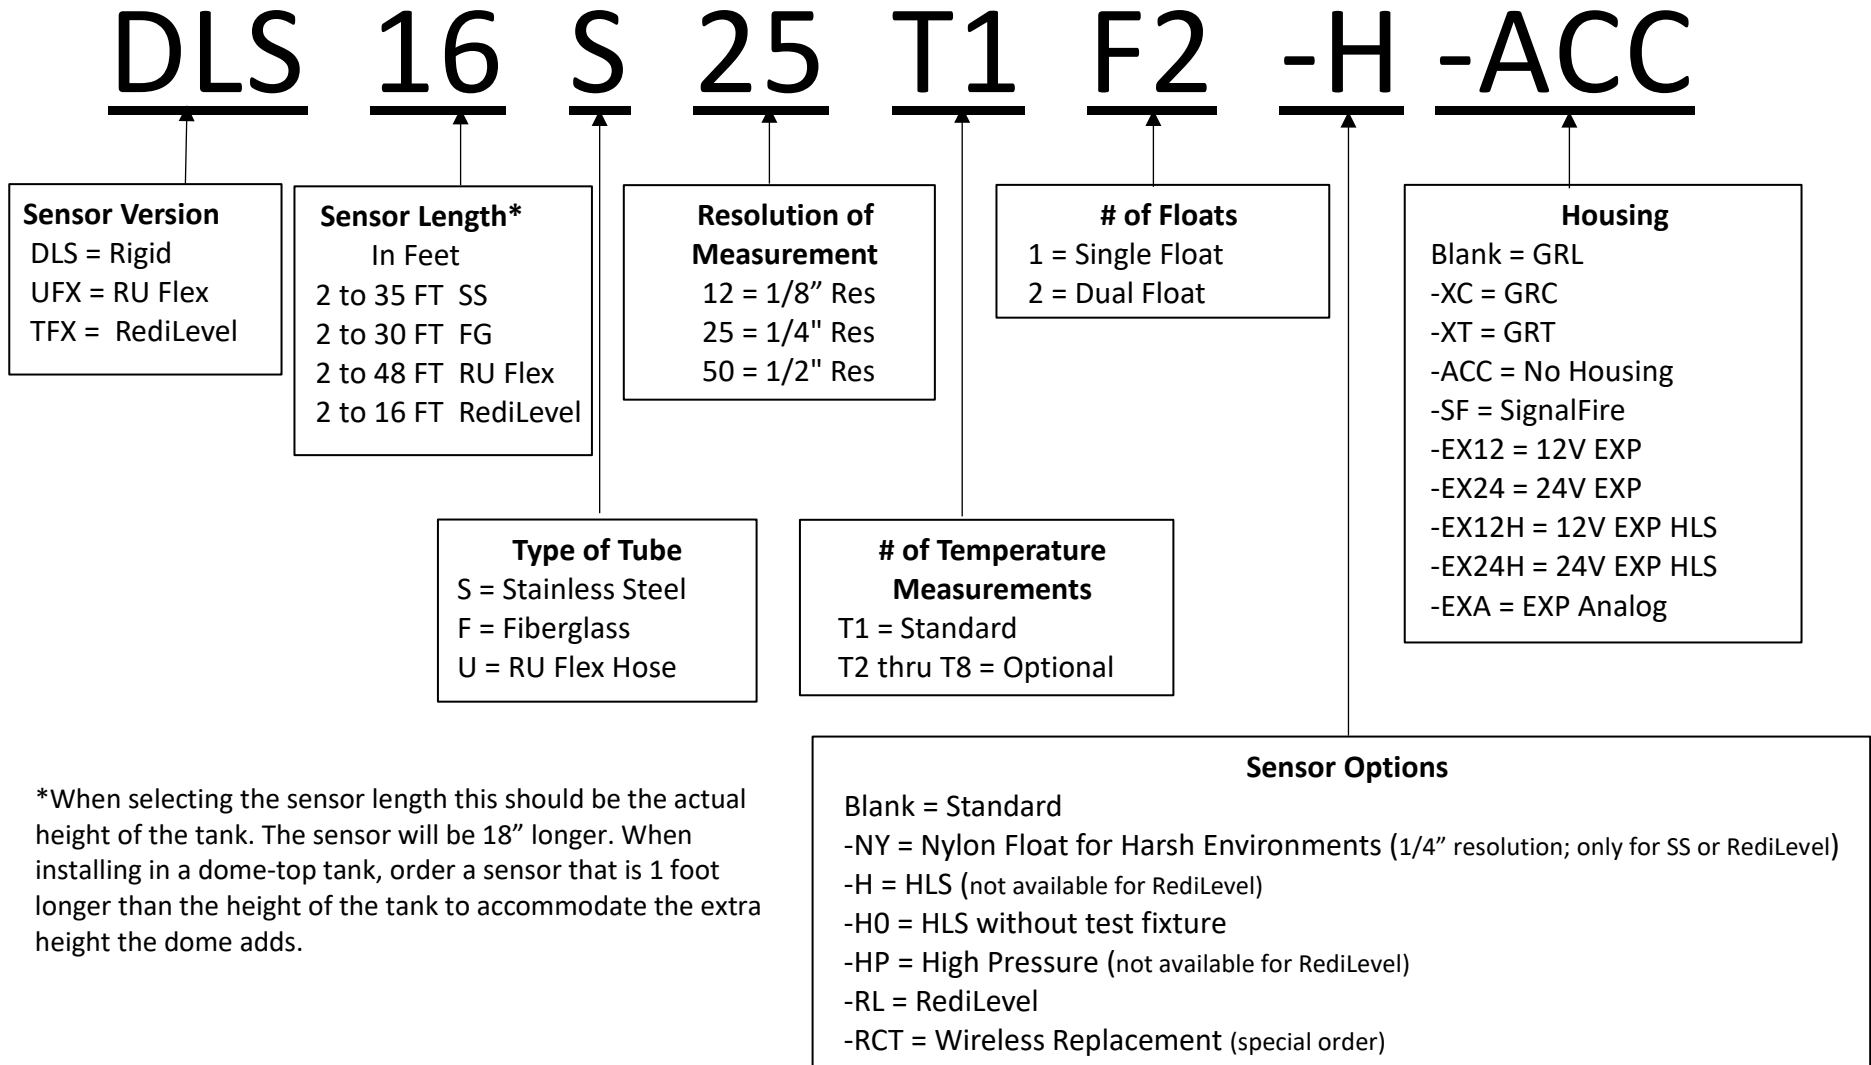 DLS 16 S 25 T1 F2 -H -ACC
Sensor Version
DLS = Rigid
UFX = RU Flex
TFX = RediLevel
Sensor Length*
In Feet
2 to 35 FT SS
2 to 30 FT FG
2 to 48 FT RU Flex
2 to 16 FT RediLevel
Resolution of
Measurement
12 = 1/8” Res
25 = 1/4" Res
50 = 1/2" Res
# of Floats
1 = Single Float
2 = Dual Float
Housing
Blank = GRL
-XC = GRC
-XT = GRT
-ACC = No Housing
-SF = SignalFire
-EX12 = 12V EXP
-EX24 = 24V EXP
-EX12H = 12V EXP HLS
-EX24H = 24V EXP HLS
-EXA = EXP Analog
Type of Tube
S = Stainless Steel
F = Fiberglass
U = RU Flex Hose
# of Temperature
Measurements
T1 = Standard
T2 thru T8 = Optional
*When selecting the sensor length this should be the actual
height of the tank. The sensor will be 18” longer. When
installing in a dome-top tank, order a sensor that is 1 foot
longer than the height of the tank to accommodate the extra
height the dome adds.
Sensor Options
Blank = Standard
-NY = Nylon Float for Harsh Environments (1/4” resolution; only for SS or RediLevel)
-H = HLS (not available for RediLevel)
-H0 = HLS without test fixture
-HP = High Pressure (not available for RediLevel)
-RL = RediLevel
-RCT = Wireless Replacement (special order)